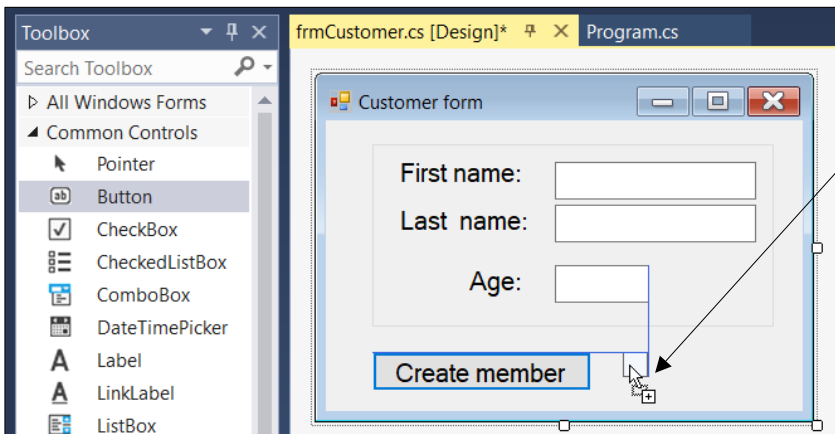 Toolbox
frmCustomer.cs [Design]* Program.cs
Search Toolbox
All Windows Forms
Common Controls
Pointer
Button
CheckBox
CheckedListBox
ComboBox
DateTimePicker
Label
LinkLabel
ListBox
Customer form
First name:
Last name:
Age:
Create member